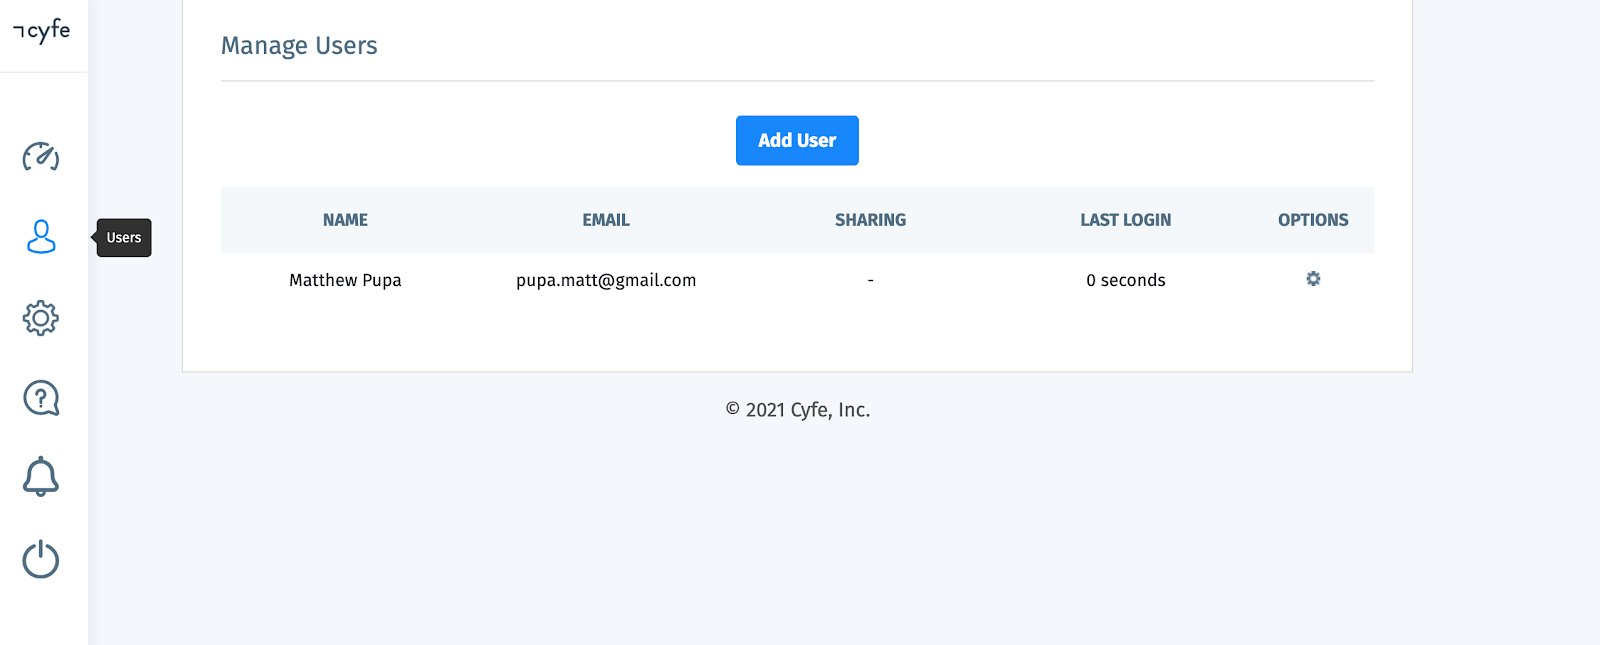 cyfe
Manage Users
Add User
NAME EMAIL SHARING LAST LOGIN OPTIONS
Users
Matthew Pupa pupa.matt@gmail.com - 0 seconds
© 2021 Cyfe, Inc.